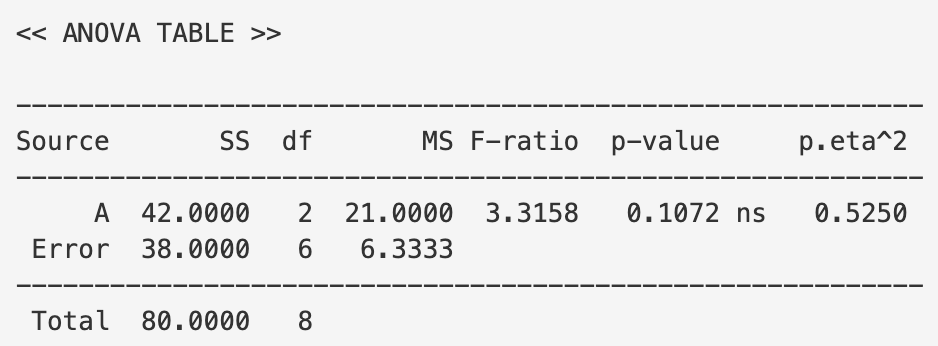 << ANOVA TABLE >>
Source SS df MS F-ratio p-value p.eta^2
A 42.0000 2 21.0000 3.3158 0.1072 ns 0.5250
Error 38.0000 6 6.3333
Total 80.0000 8